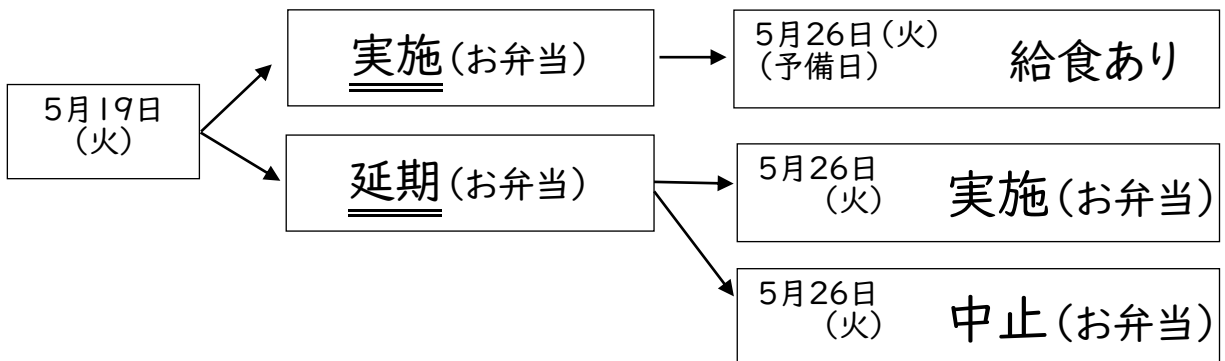 5月19日
(火)
実施(お弁当)
延期(お弁当)
5月26日(火)
(予備日)
給食あり
5月26日
(火)
実施(お弁当)
5月26日
(火)
中止(お弁当)